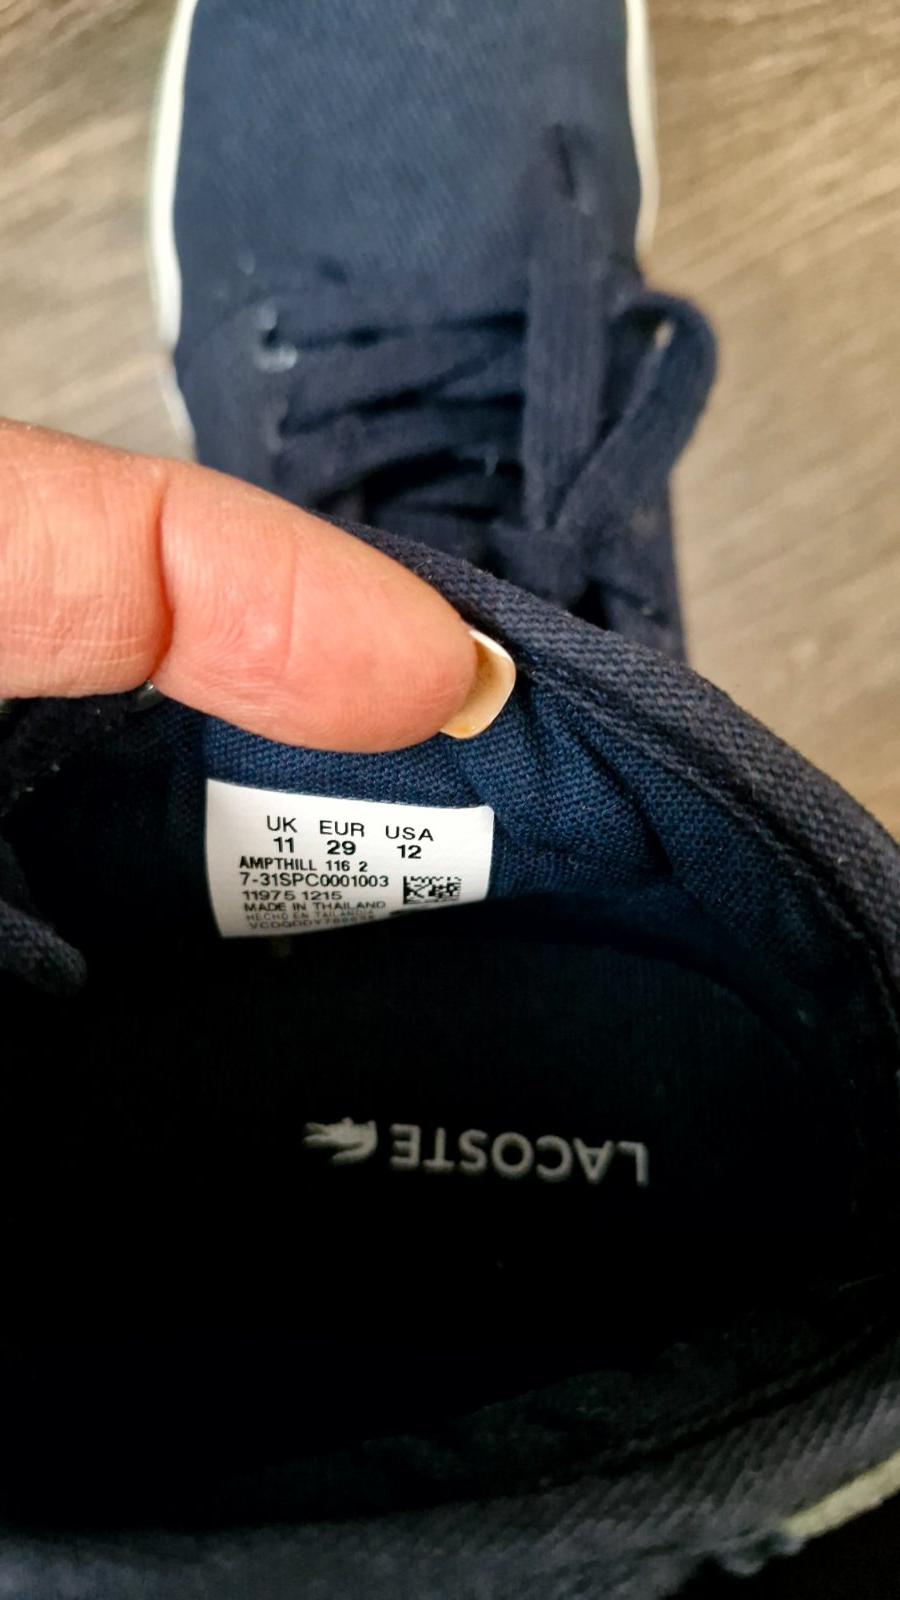 UK EUR USA
11 29 12
AMPTHILL 116 2
7-31SPC0001003
11975 1215
MADE IN THAILAND
HECHO EN TAILANDIA
LACOSTE